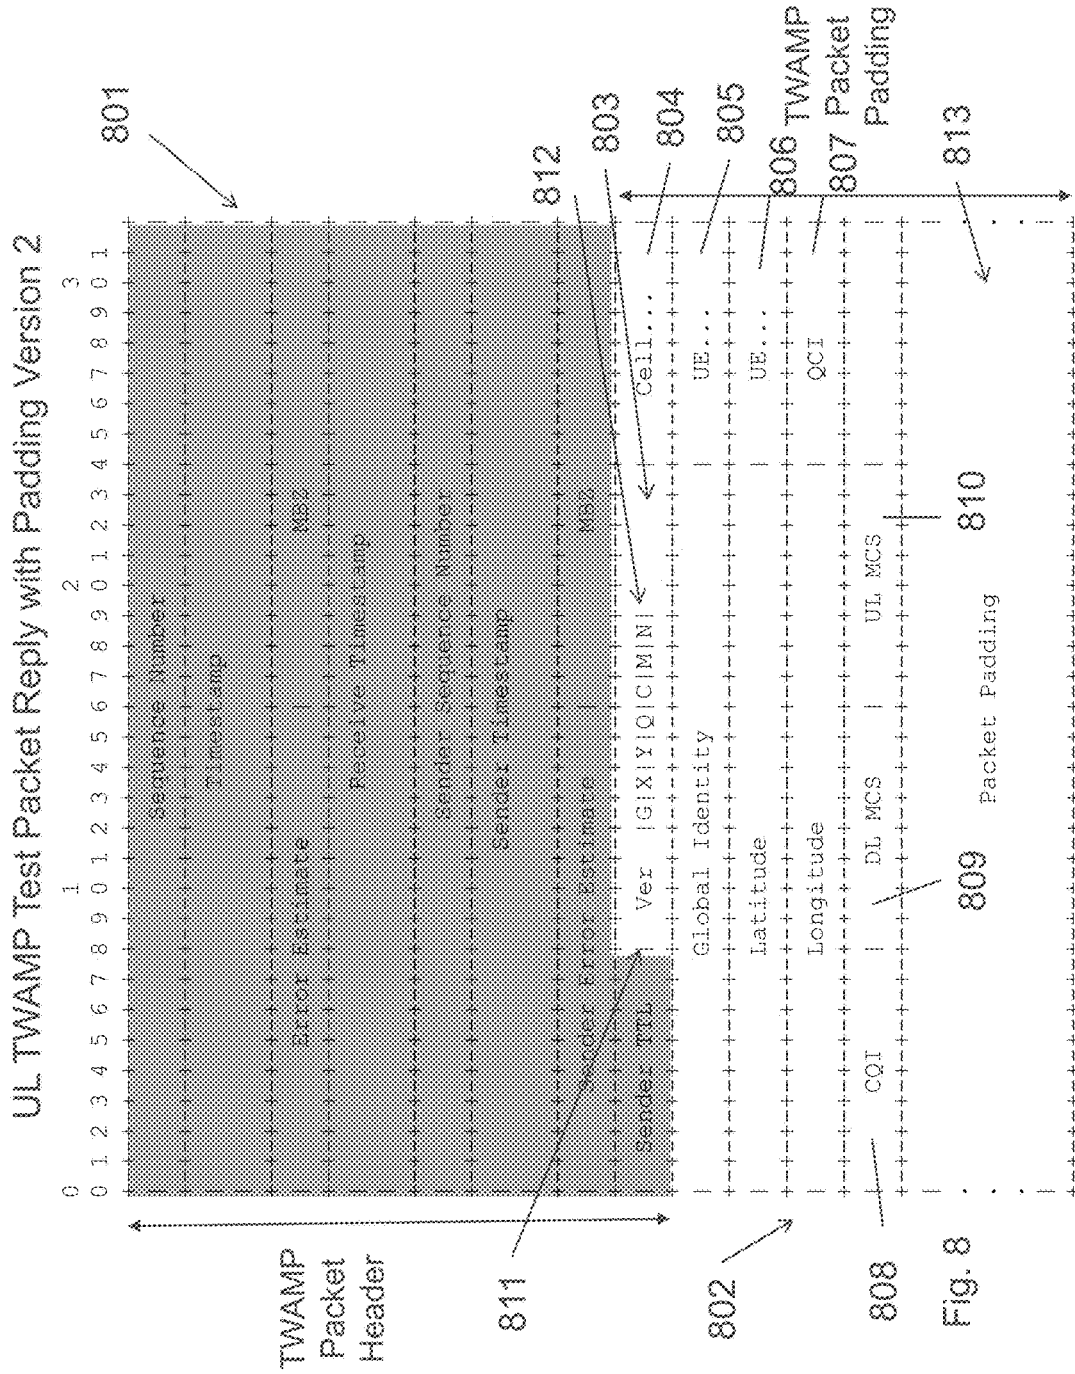 UL TWAMP Test Packet Reply with Padding Version 2
801
0 1 2 3
0 1 2 3 4 5 6 7 8 9 0 1 2 3 4 5 6 7 8 9 0 1 2 3 4 5 6 7 8 9 0 1
TWAMP
Packet
Header
Sequence Number
Timestamp
Error Estimate | MBZ
Receive Timestamp
Sender Sequence Number
Sender Timestamp
Sender Error Estimate | MBZ
Sender TTL | Ver |G|X|Y|Q|C|M|N| | Cell...
Global Identity | UE...
Latitude | UE...
Longitude | QCI
CQI | DL MCS | UL MCS |
Packet Padding
811
812
803
804
805
806
807
TWAMP
Packet
Padding
802
808
809
810
813
Fig. 8